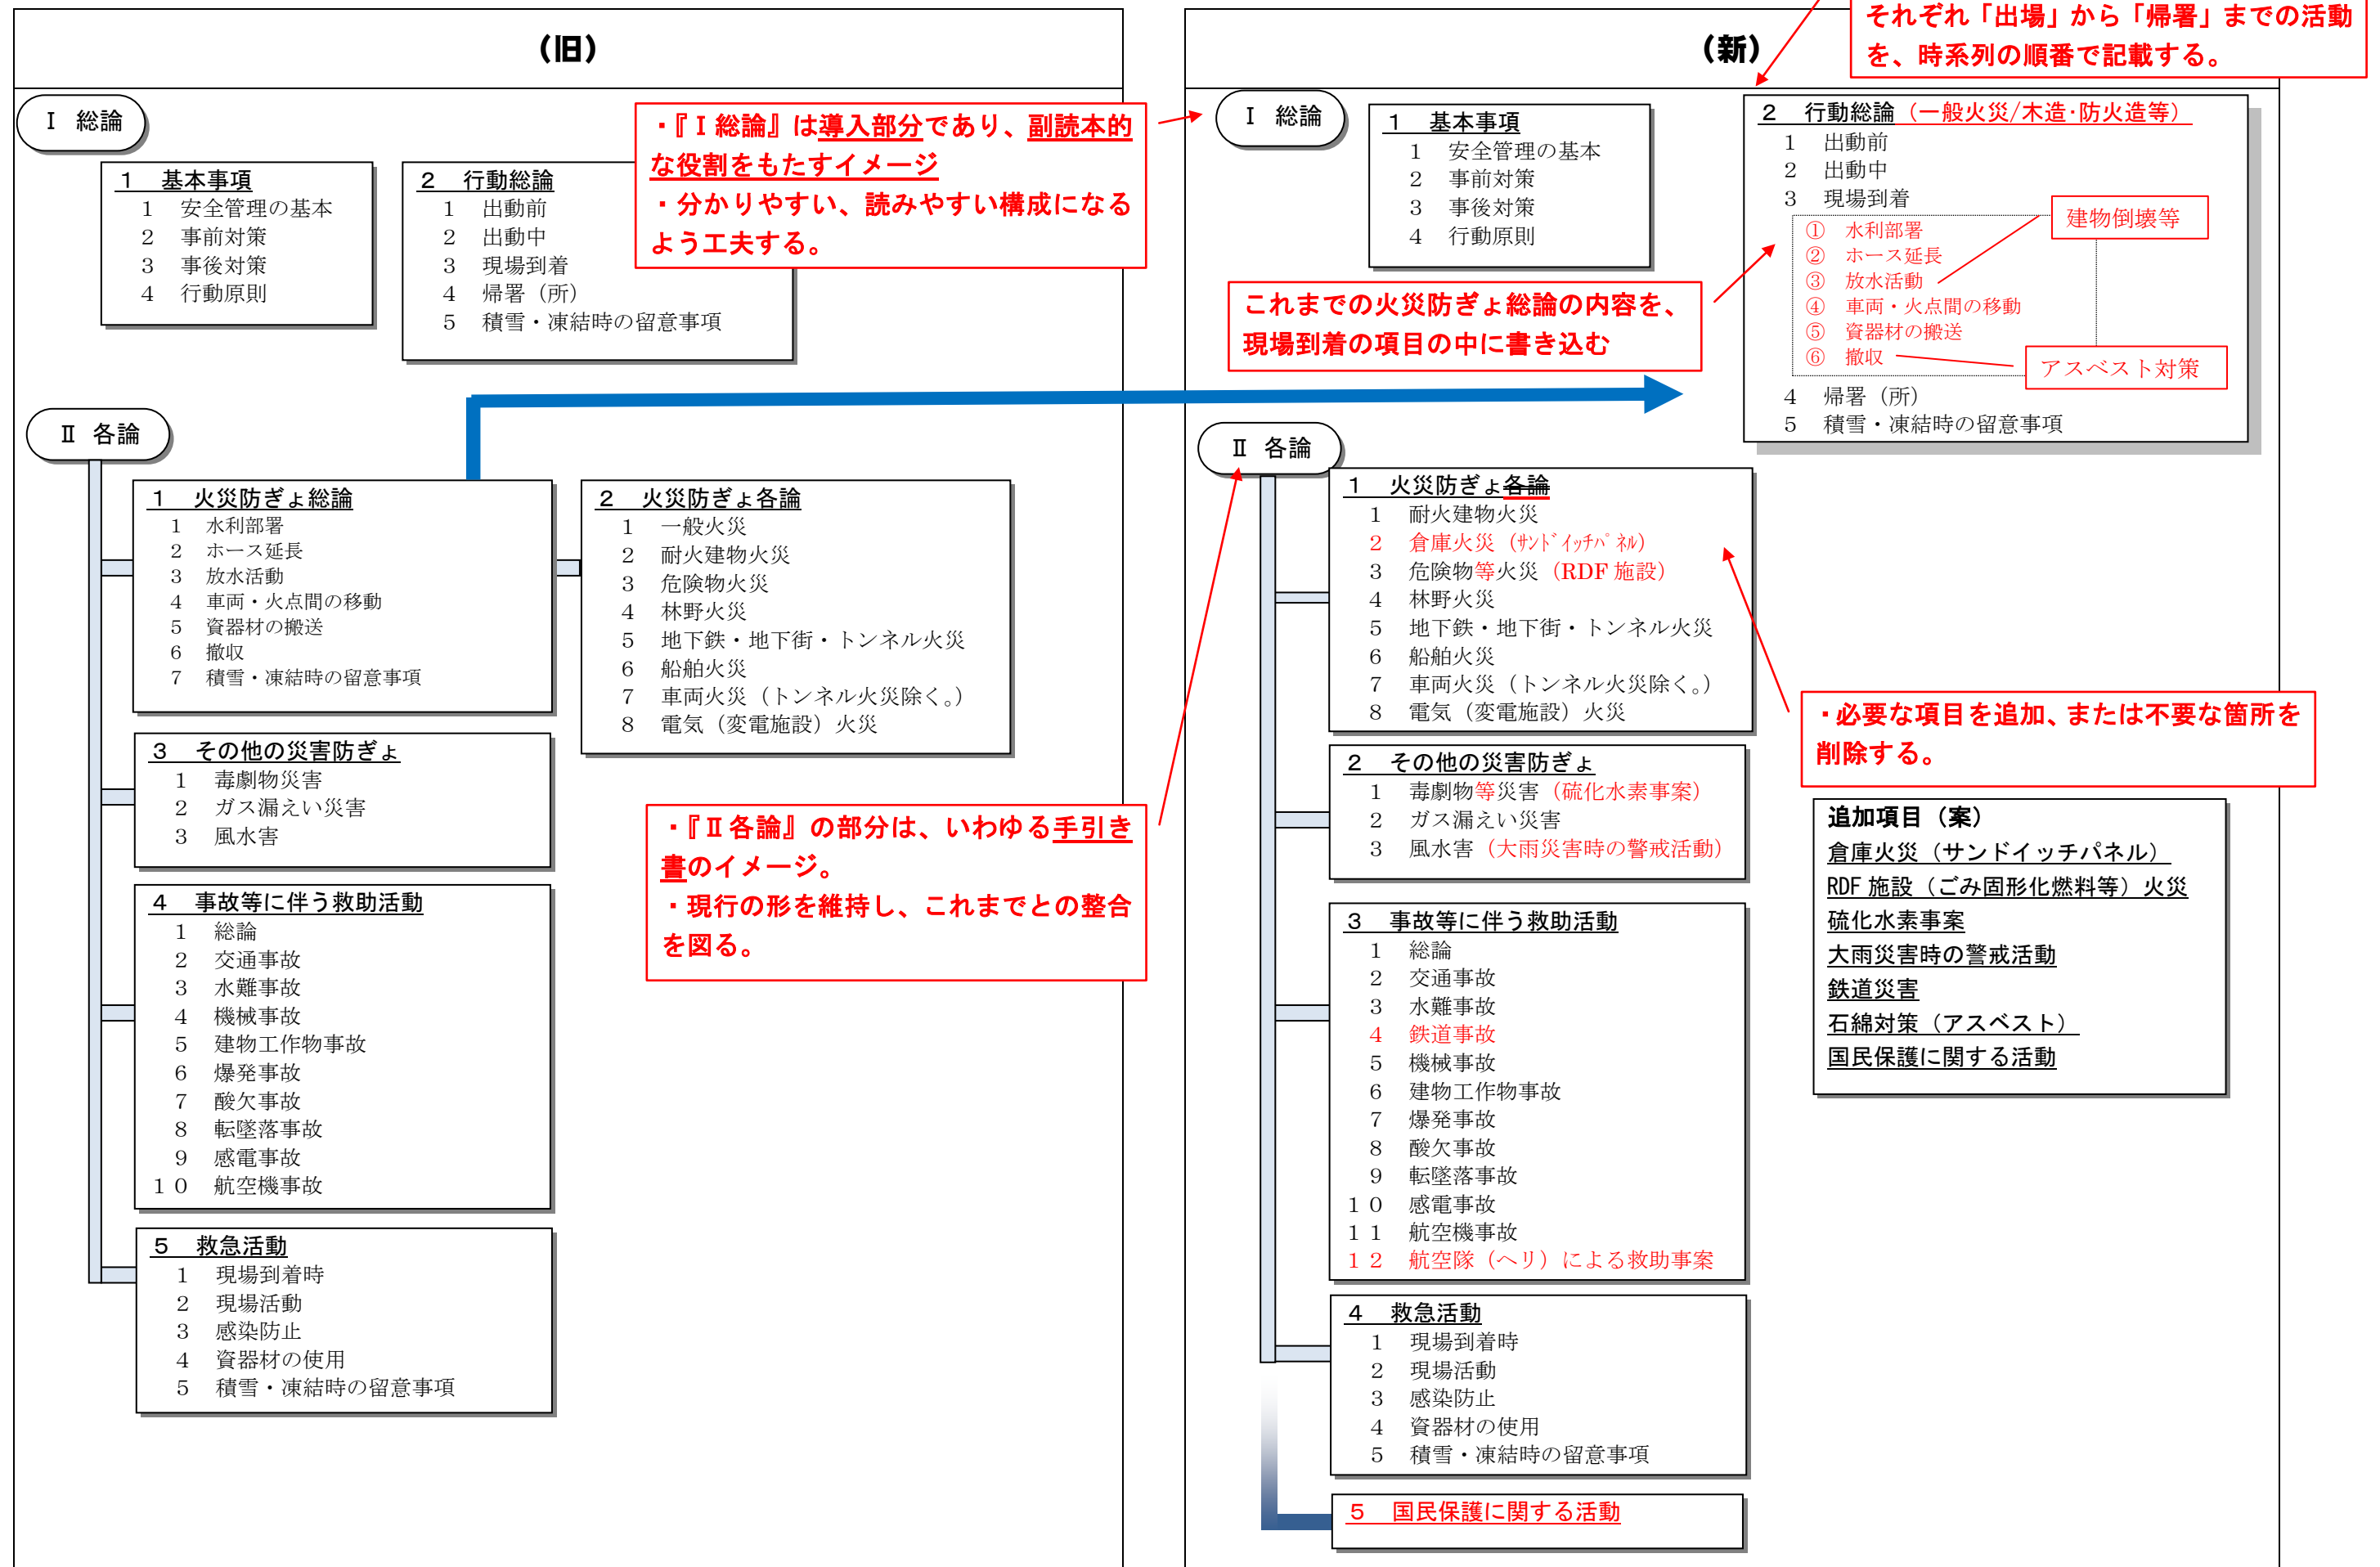 （旧）
Ⅰ 総論
１　基本事項
１　安全管理の基本
２　事前対策
３　事後対策
４　行動原則
２　行動総論
１　出動前
２　出動中
３　現場到着
４　帰署（所）
５　積雪・凍結時の留意事項
・『Ⅰ総論』は導入部分であり、副読本的
な役割をもたすイメージ
・分かりやすい、読みやすい構成になる
よう工夫する。
Ⅱ 各論
１　火災防ぎょ総論
１　水利部署
２　ホース延長
３　放水活動
４　車両・火点間の移動
５　資器材の搬送
６　撤収
７　積雪・凍結時の留意事項
２　火災防ぎょ各論
１　一般火災
２　耐火建物火災
３　危険物火災
４　林野火災
５　地下鉄・地下街・トンネル火災
６　船舶火災
７　車両火災（トンネル火災除く。）
８　電気（変電施設）火災
３　その他の災害防ぎょ
１　毒劇物災害
２　ガス漏えい災害
３　風水害
４　事故等に伴う救助活動
１　総論
２　交通事故
３　水難事故
４　機械事故
５　建物工作物事故
６　爆発事故
７　酸欠事故
８　転墜落事故
９　感電事故
１０　航空機事故
５　救急活動
１　現場到着時
２　現場活動
３　感染防止
４　資器材の使用
５　積雪・凍結時の留意事項
・『Ⅱ各論』の部分は、いわゆる手引き
書のイメージ。
・現行の形を維持し、これまでとの整合
を図る。
（新）
それぞれ「出場」から「帰署」までの活動
を、時系列の順番で記載する。
Ⅰ 総論
１　基本事項
１　安全管理の基本
２　事前対策
３　事後対策
４　行動原則
２　行動総論（一般火災/木造･防火造等）
１　出動前
２　出動中
３　現場到着
①　水利部署
②　ホース延長
③　放水活動
④　車両・火点間の移動
⑤　資器材の搬送
⑥　撤収
建物倒壊等
アスベスト対策
４　帰署（所）
５　積雪・凍結時の留意事項
これまでの火災防ぎょ総論の内容を、
現場到着の項目の中に書き込む
Ⅱ 各論
１　火災防ぎょ各論
１　耐火建物火災
２　倉庫火災（ｻﾝﾄﾞｲｯﾁﾊﾟﾈﾙ）
３　危険物等火災（RDF 施設）
４　林野火災
５　地下鉄・地下街・トンネル火災
６　船舶火災
７　車両火災（トンネル火災除く。）
８　電気（変電施設）火災
・必要な項目を追加、または不要な箇所を
削除する。
２　その他の災害防ぎょ
１　毒劇物等災害（硫化水素事案）
２　ガス漏えい災害
３　風水害（大雨災害時の警戒活動）
３　事故等に伴う救助活動
１　総論
２　交通事故
３　水難事故
４　鉄道事故
５　機械事故
６　建物工作物事故
７　爆発事故
８　酸欠事故
９　転墜落事故
１０　感電事故
１１　航空機事故
１２　航空隊（ヘリ）による救助事案
４　救急活動
１　現場到着時
２　現場活動
３　感染防止
４　資器材の使用
５　積雪・凍結時の留意事項
５　国民保護に関する活動
追加項目（案）
倉庫火災（サンドイッチパネル）
RDF 施設（ごみ固形化燃料等）火災
硫化水素事案
大雨災害時の警戒活動
鉄道災害
石綿対策（アスベスト）
国民保護に関する活動